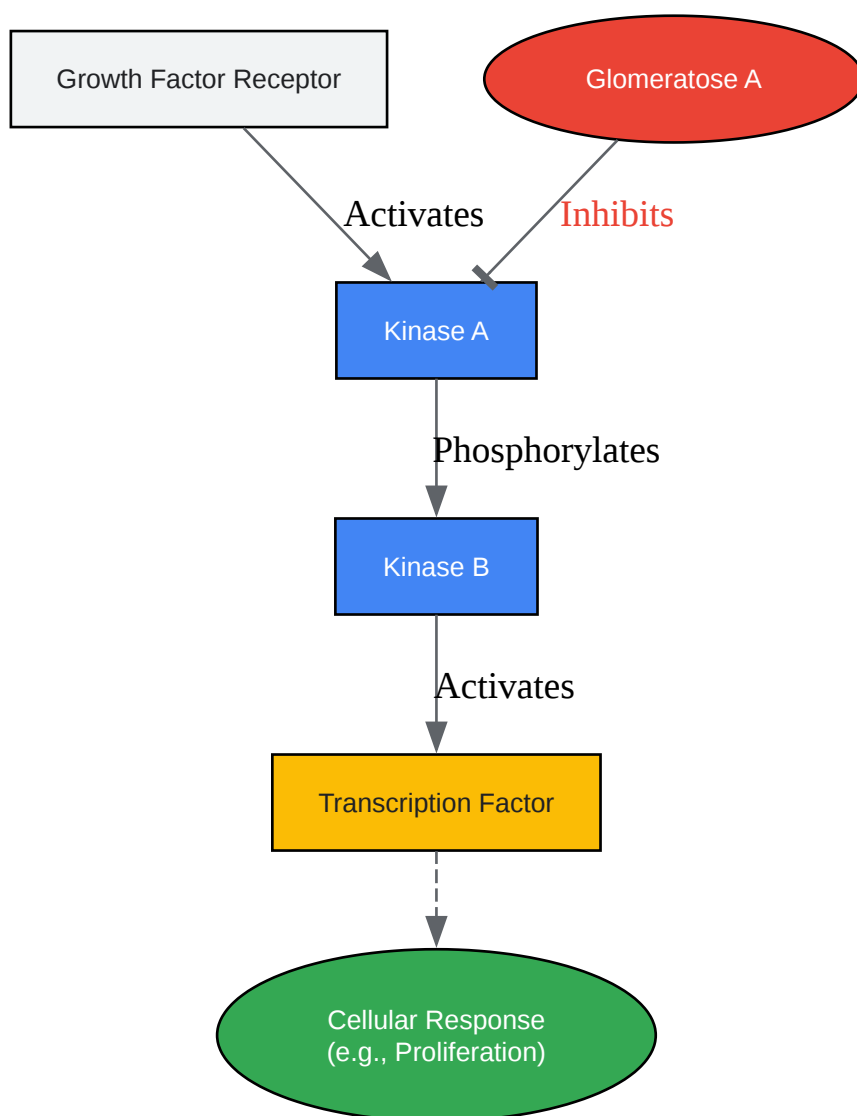 Growth Factor Receptor
Glomeratose A
Activates
Inhibits
Kinase A
Phosphorylates
Kinase B
Activates
Transcription Factor
Cellular Response
(e.g., Proliferation)